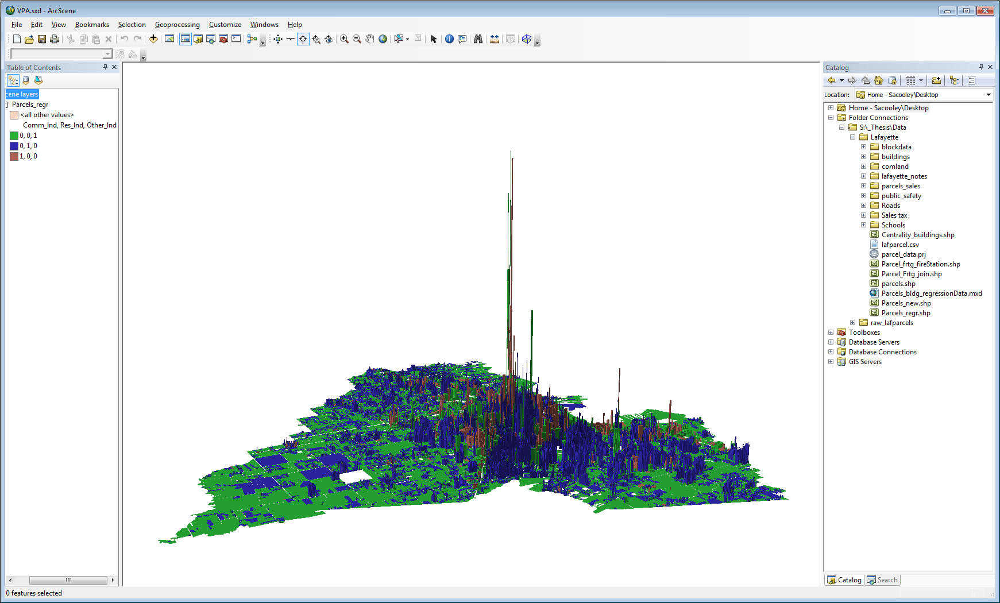 VPA.sxd - ArcScene
File Edit View Bookmarks Selection Geoprocessing Customize Windows Help
Table of Contents
cene layers
Parcels_regr
<all other values>
Comm_Ind, Res_Ind, Other_Ind
0, 0, 1
0, 1, 0
1, 0, 0
0 features selected
Catalog
Location: Home - Sacooley\Desktop
Home - Sacooley\Desktop
Folder Connections
S:\_Thesis\Data
Lafayette
blockdata
buildings
comland
lafayette_notes
parcels_sales
public_safety
Roads
Sales tax
Schools
Centrality_buildings.shp
lafparcel.csv
parcel_data.prj
Parcel_frtg_fireStation.shp
Parcel_Frtg_join.shp
parcels.shp
Parcels_bldg_regressionData.mxd
Parcels_new.shp
Parcels_regr.shp
raw_lafparcels
Toolboxes
Database Servers
Database Connections
GIS Servers
Catalog Search